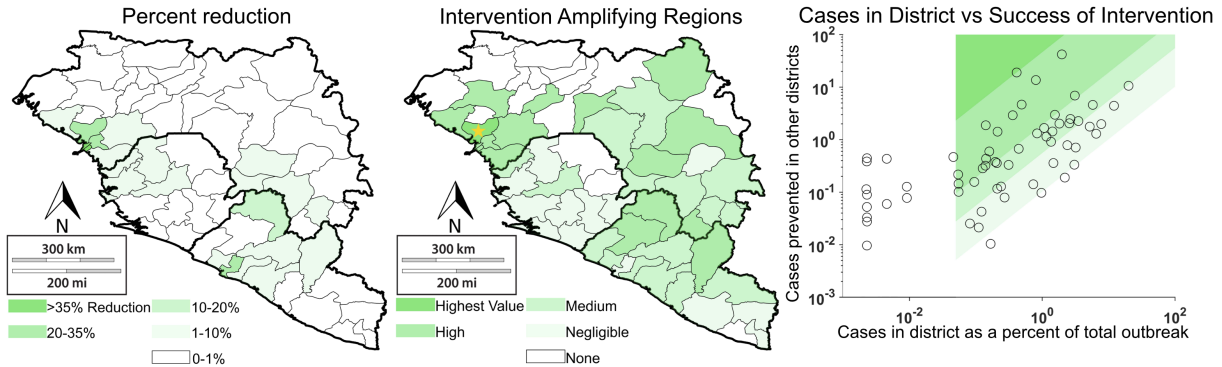 Percent reduction
N
300 km
200 mi
>35% Reduction
10-20%
20-35%
1-10%
0-1%
Intervention Amplifying Regions
N
300 km
200 mi
Highest Value
Medium
High
Negligible
None
Cases in District vs Success of Intervention
Cases prevented in other districts
10^2
10^1
10^0
10^-1
10^-2
10^-3
10^-2
10^0
10^2
Cases in district as a percent of total outbreak